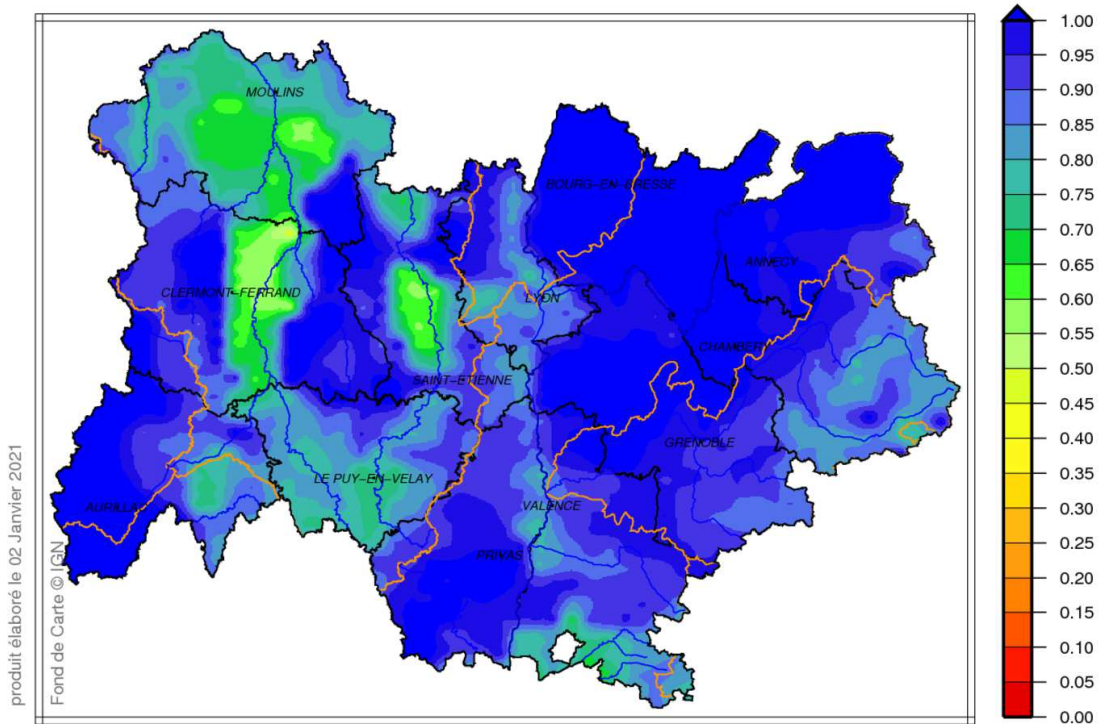 MOULINS
BOURG-EN-BRESSE
ANNECY
CLERMONT-FERRAND
LYON
CHAMBERY
SAINT-ETIENNE
GRENOBLE
LE PUY-EN-VELAY
AURILLAC
VALENCE
PRIVAS
produit élaboré le 02 Janvier 2021
Fond de Carte © IGN
1.00
0.95
0.90
0.85
0.80
0.75
0.70
0.65
0.60
0.55
0.50
0.45
0.40
0.35
0.30
0.25
0.20
0.15
0.10
0.05
0.00